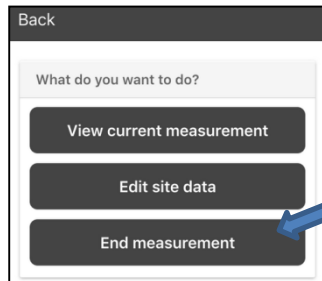 Back
What do you want to do?
View current measurement
Edit site data
End measurement